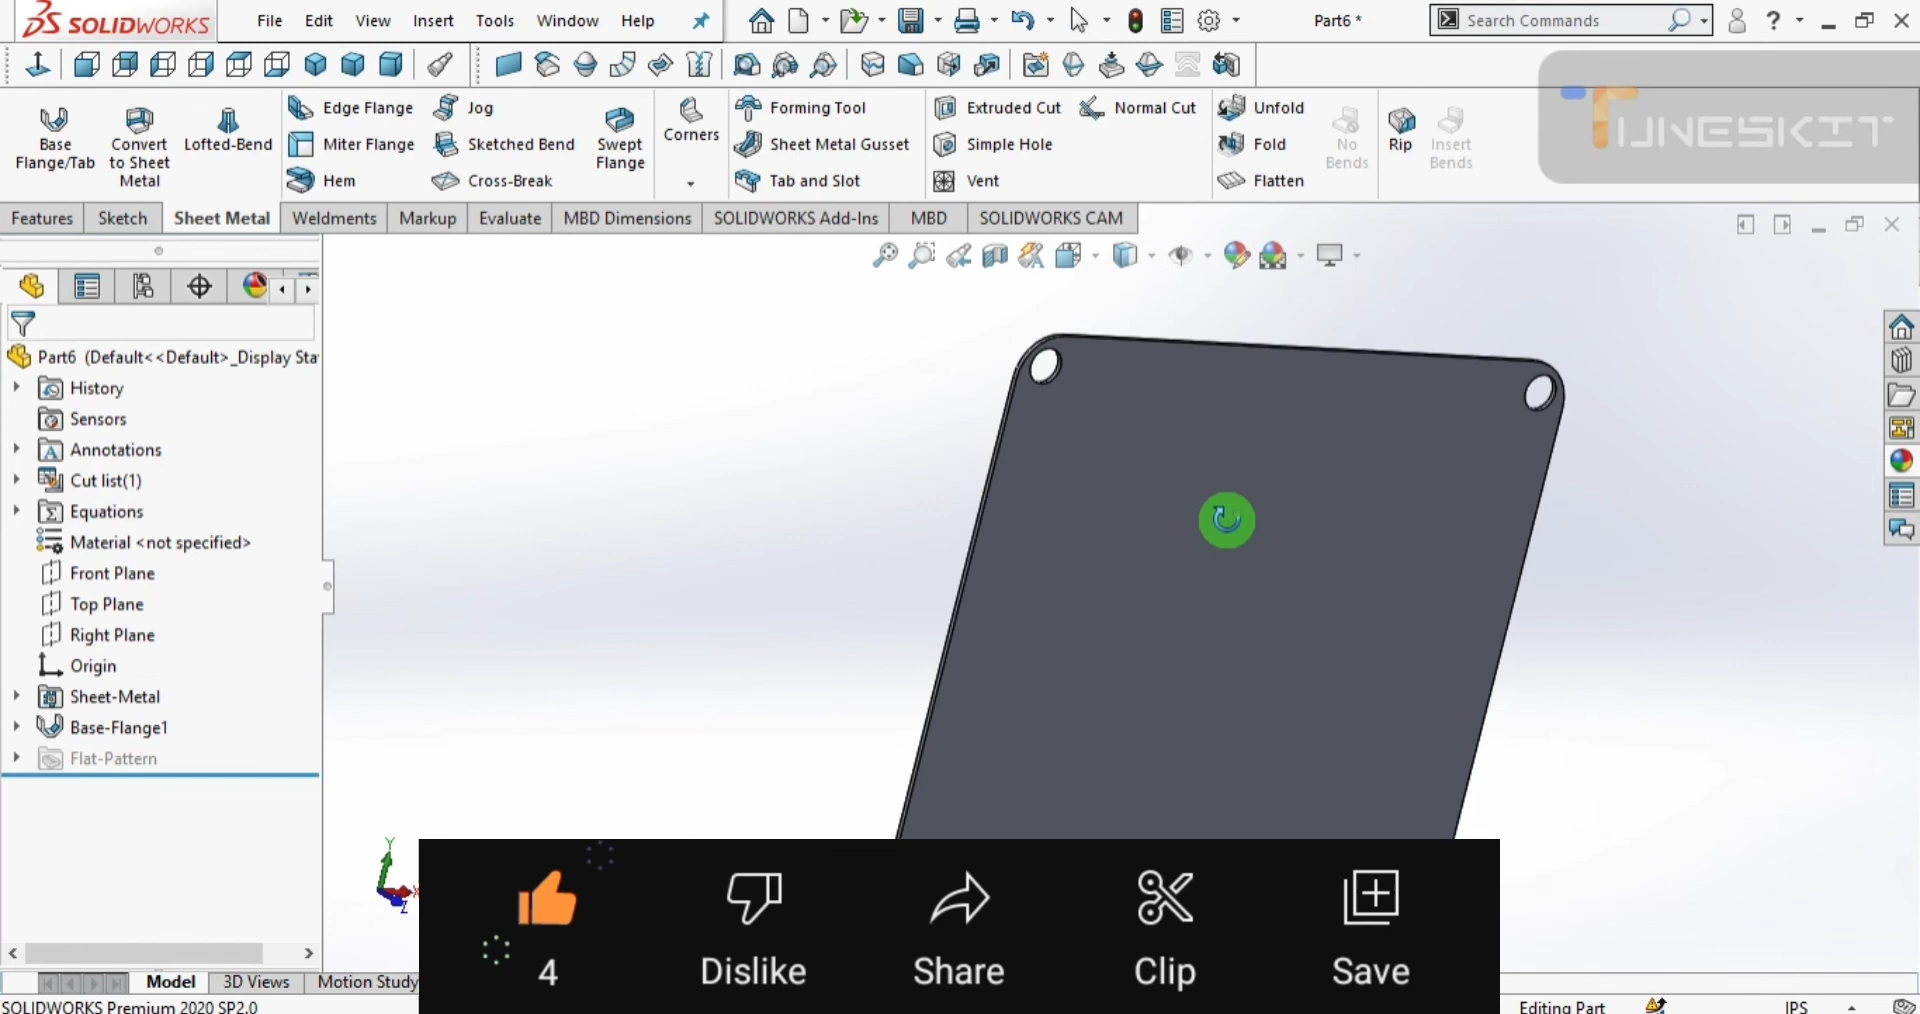 SOLIDWORKS
File Edit View Insert Tools Window Help
Part6 *
Search Commands
?
TUNESKIT
Base
Flange/Tab
Convert
to Sheet
Metal
Lofted-Bend
Edge Flange
Miter Flange
Hem
Jog
Sketched Bend
Cross-Break
Swept
Flange
Corners
Forming Tool
Sheet Metal Gusset
Tab and Slot
Extruded Cut
Simple Hole
Vent
Normal Cut
Unfold
Fold
Flatten
No
Bends
Rip
Insert
Bends
Features Sketch Sheet Metal Weldments Markup Evaluate MBD Dimensions SOLIDWORKS Add-Ins MBD SOLIDWORKS CAM
Part6 (Default<<Default>_Display Sta
History
Sensors
Annotations
Cut list(1)
Equations
Material <not specified>
Front Plane
Top Plane
Right Plane
Origin
Sheet-Metal
Base-Flange1
Flat-Pattern
Y
X
Z
4 Dislike Share Clip Save
Model 3D Views Motion Study
SOLIDWORKS Premium 2020 SP2.0
Editing Part
IPS